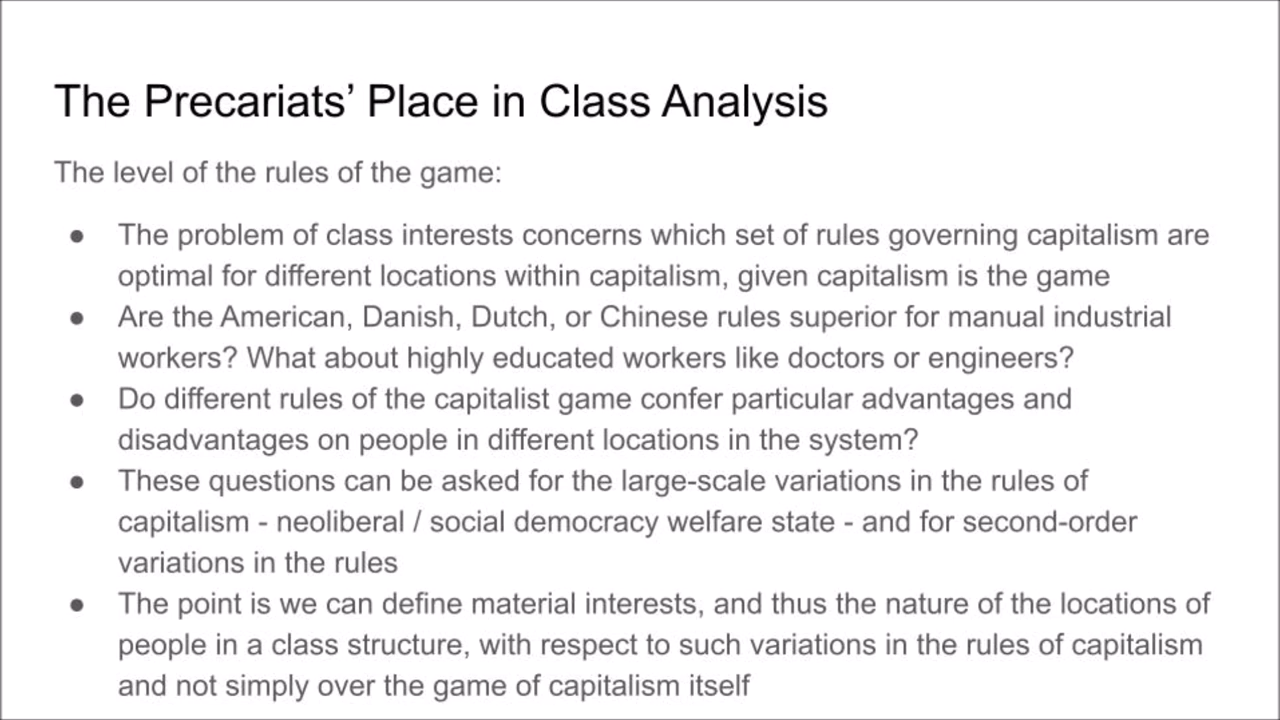 The Precariats’ Place in Class Analysis
The level of the rules of the game:
● The problem of class interests concerns which set of rules governing capitalism are
optimal for different locations within capitalism, given capitalism is the game
● Are the American, Danish, Dutch, or Chinese rules superior for manual industrial
workers? What about highly educated workers like doctors or engineers?
● Do different rules of the capitalist game confer particular advantages and
disadvantages on people in different locations in the system?
● These questions can be asked for the large-scale variations in the rules of
capitalism - neoliberal / social democracy welfare state - and for second-order
variations in the rules
● The point is we can define material interests, and thus the nature of the locations of
people in a class structure, with respect to such variations in the rules of capitalism
and not simply over the game of capitalism itself